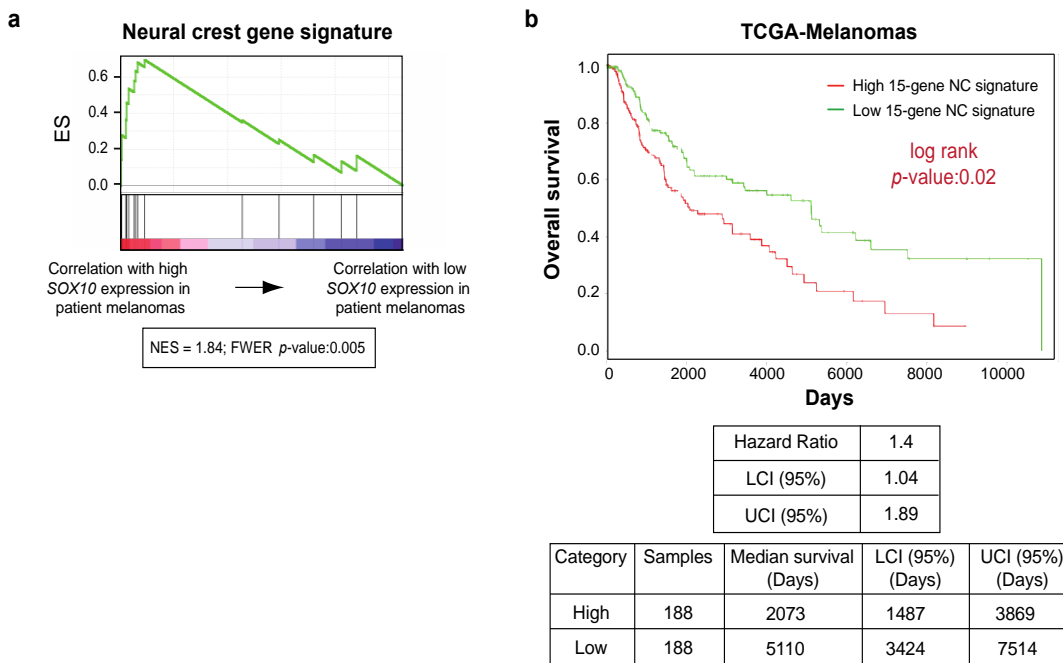 a
Neural crest gene signature
ES
0.6
0.4
0.2
0.0
Correlation with high
SOX10 expression in
patient melanomas
Correlation with low
SOX10 expression in
patient melanomas
NES = 1.84; FWER p-value:0.005
b
TCGA-Melanomas
Overall survival
1.0
0.8
0.6
0.4
0.2
0.0
High 15-gene NC signature
Low 15-gene NC signature
log rank
p-value:0.02
0 2000 4000 6000 8000 10000
Days
Hazard Ratio 1.4
LCI (95%) 1.04
UCI (95%) 1.89
Category Samples Median survival LCI (95%) UCI (95%)
(Days) (Days) (Days)
High 188 2073 1487 3869
Low 188 5110 3424 7514